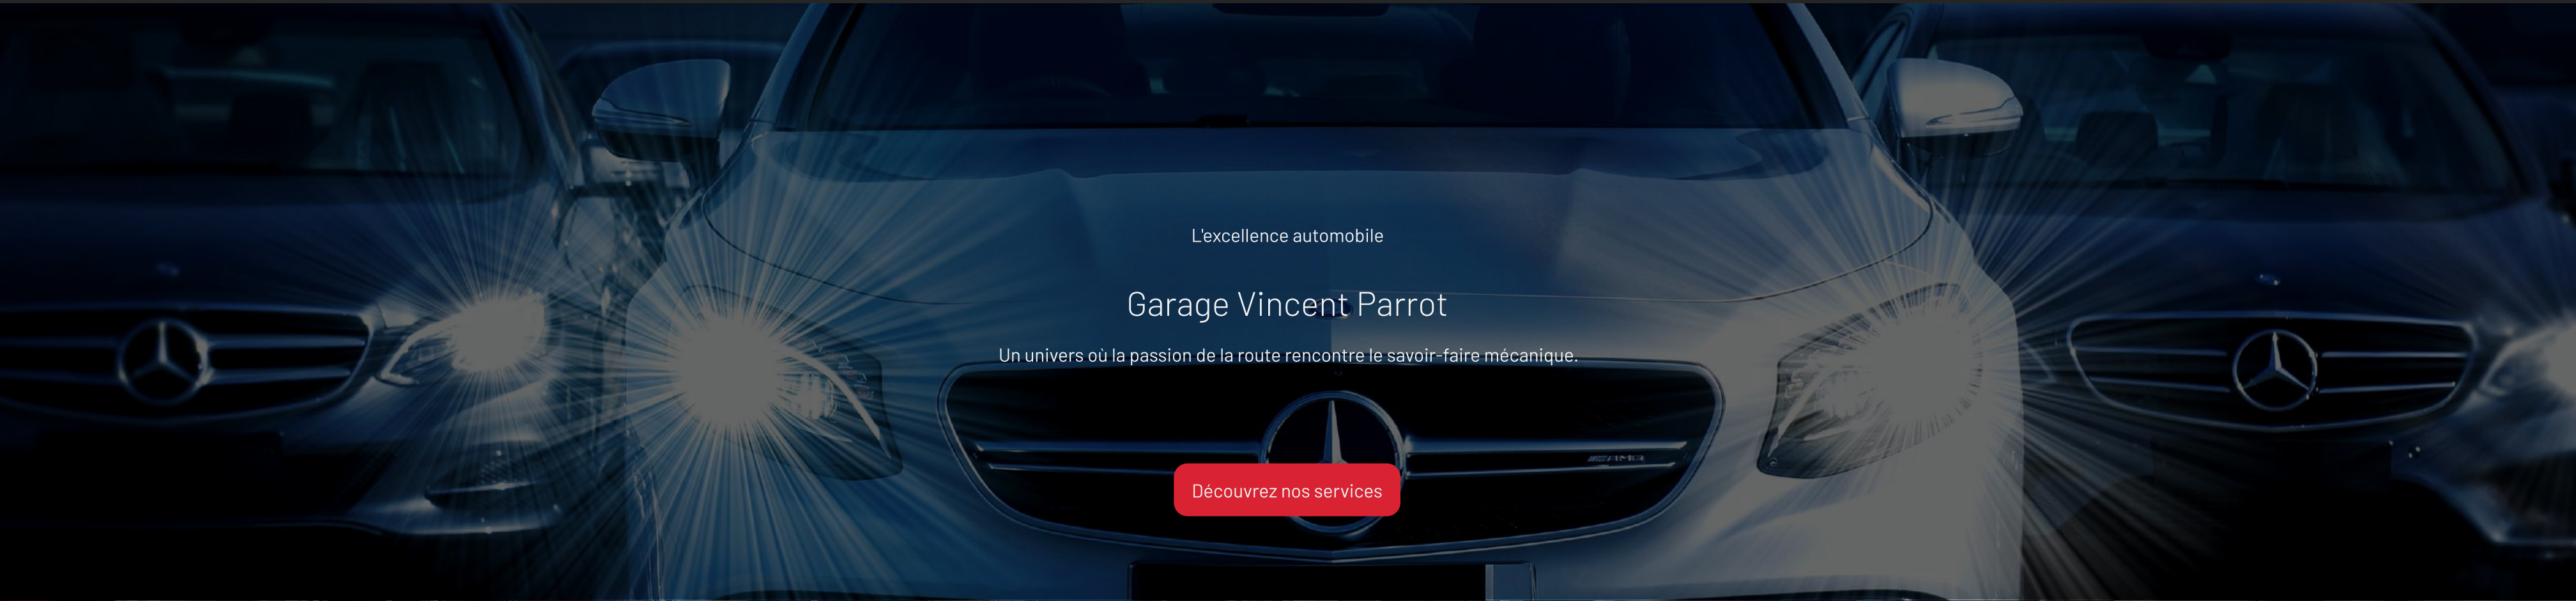 L'excellence automobile
Garage Vincent Parrot
Un univers où la passion de la route rencontre le savoir-faire mécanique.
AMG
Découvrez nos services